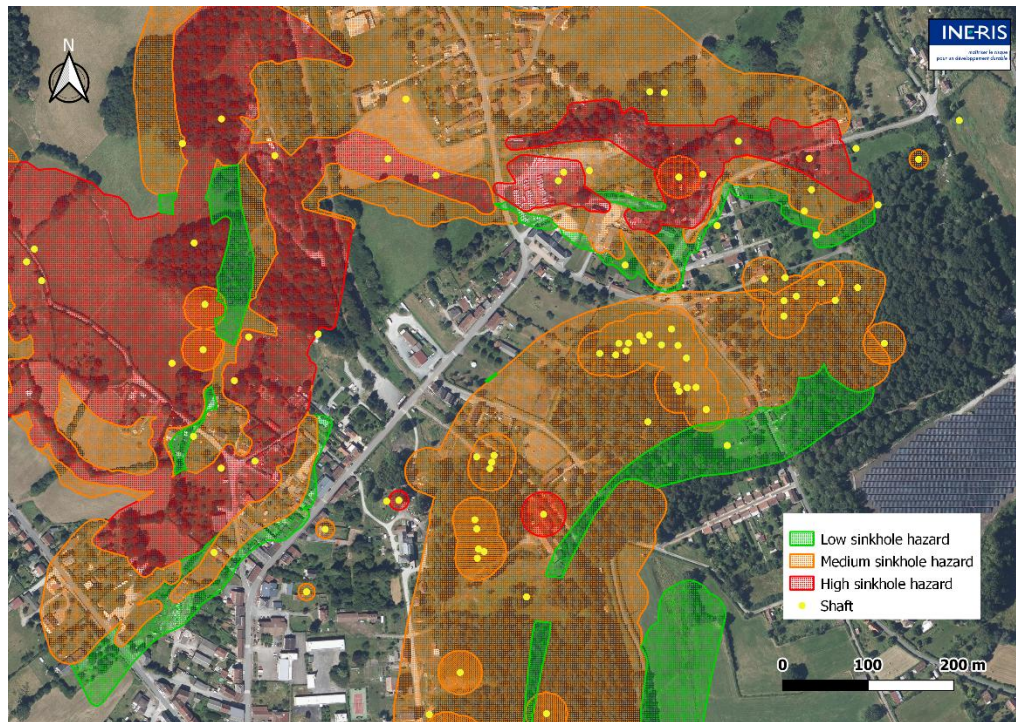 N
INERIS
maîtriser le risque
pour un développement durable
Low sinkhole hazard
Medium sinkhole hazard
High sinkhole hazard
Shaft
0 100 200 m